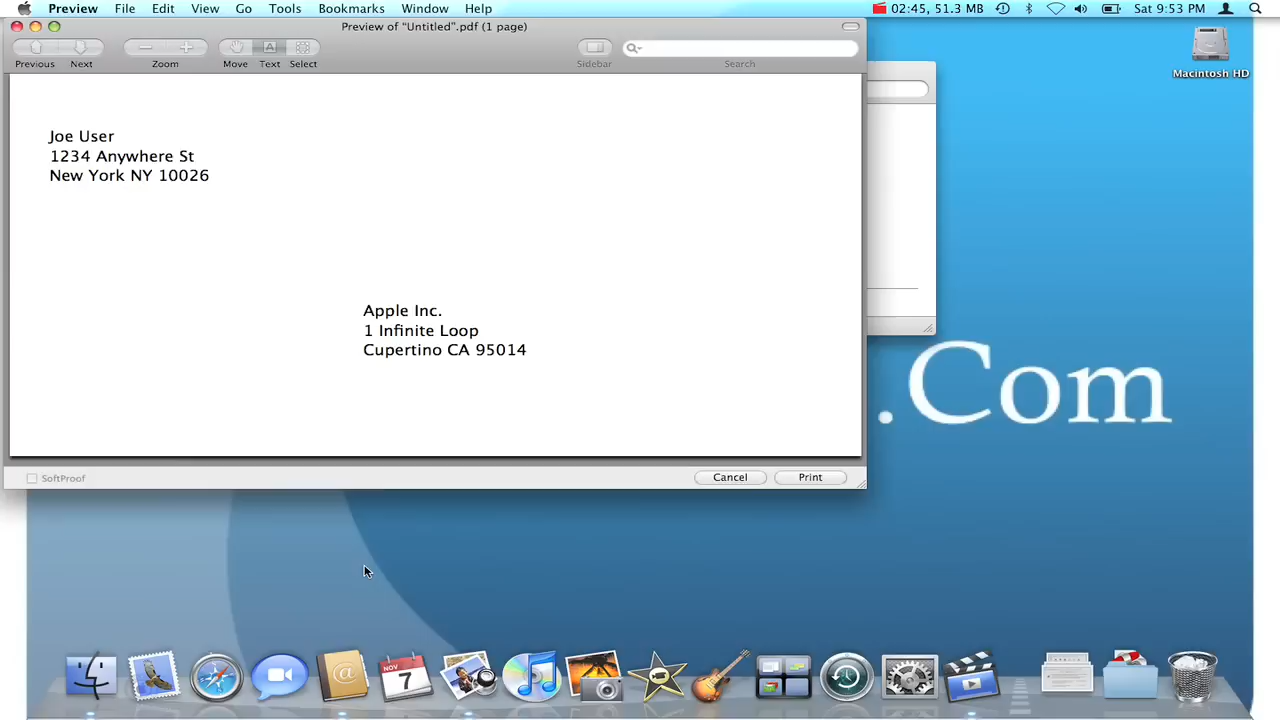 Preview File Edit View Go Tools Bookmarks Window Help 02:45, 51.3 MB Sat 9:53 PM
Preview of "Untitled".pdf (1 page)
Previous Next Zoom Move Text Select Sidebar Search
Macintosh HD
Joe User
1234 Anywhere St
New York NY 10026
Apple Inc.
1 Infinite Loop
Cupertino CA 95014
.Com
SoftProof Cancel Print
NOV
7